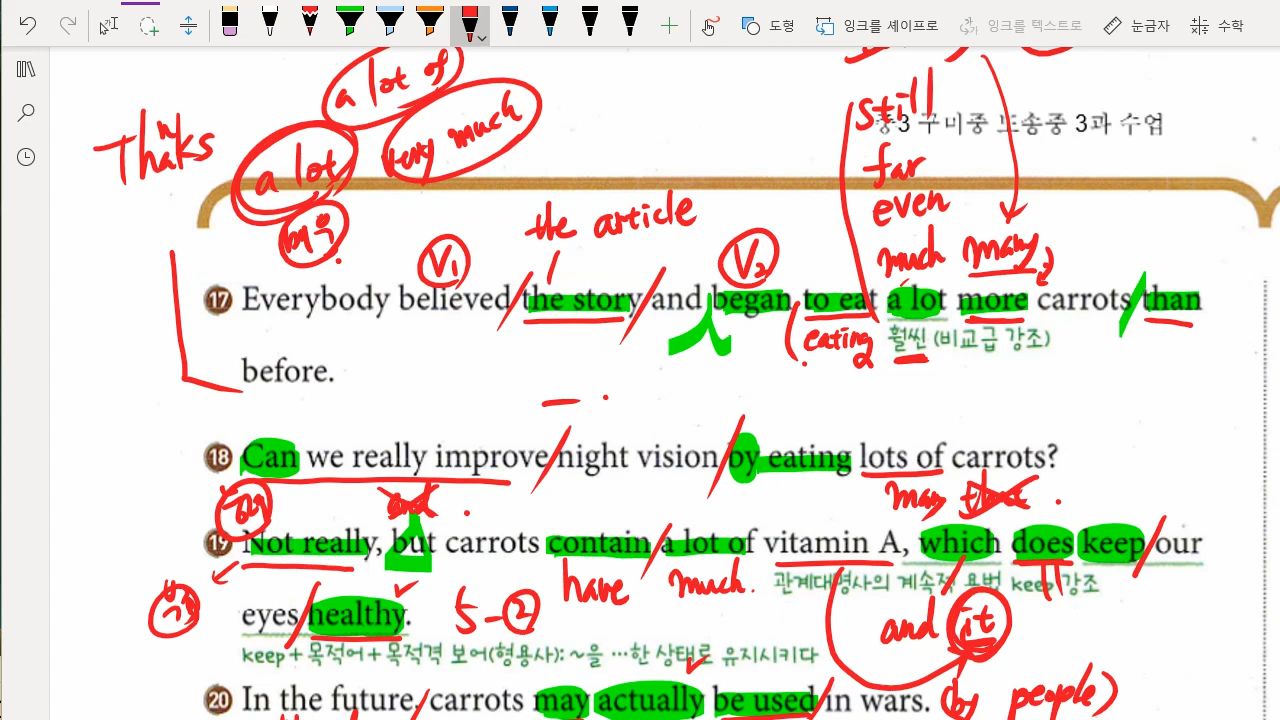 도형 잉크를 셰이프로 잉크를 텍스트로 눈금자 수학
a lot of
very much
Thanks
a lot
매우
still
중3 구미중 도송중 3과 수업
far
even
much many
the article
V1 V2
17 Everybody believed the story and began to eat a lot more carrots than
eating 훨씬 (비교급 강조)
before.
18 Can we really improve night vision by eating lots of carrots?
many
19 Not really, but carrots contain a lot of vitamin A, which does keep our
have much. 관계대명사의 계속적 용법 keep 강조
eyes healthy. 5-2
and it
keep + 목적어 + 목적격 보어(형용사): ~을 …한 상태로 유지시키다
20 In the future, carrots may actually be used in wars. (by people)